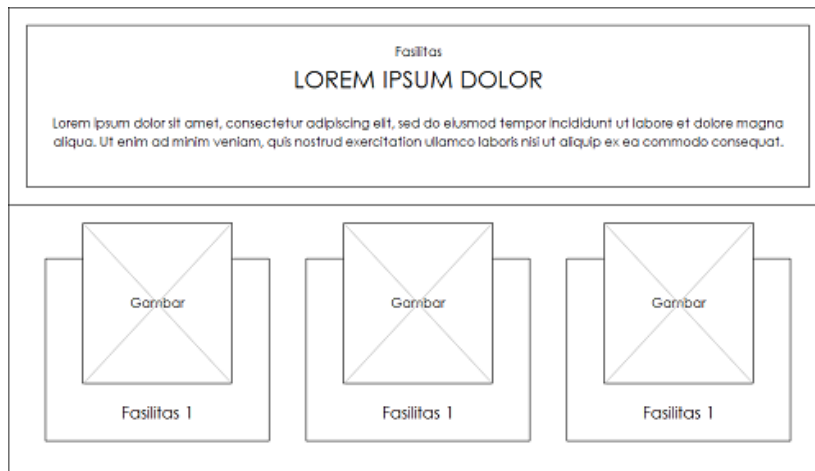 Fasilitas
LOREM IPSUM DOLOR
Lorem ipsum dolor sit amet, consectetur adipiscing elit, sed do eiusmod tempor incididunt ut labore et dolore magna
aliqua. Ut enim ad minim veniam, quis nostrud exercitation ullamco laboris nisi ut aliquip ex ea commodo consequat.
Gambar
Gambar
Gambar
Fasilitas 1
Fasilitas 1
Fasilitas 1